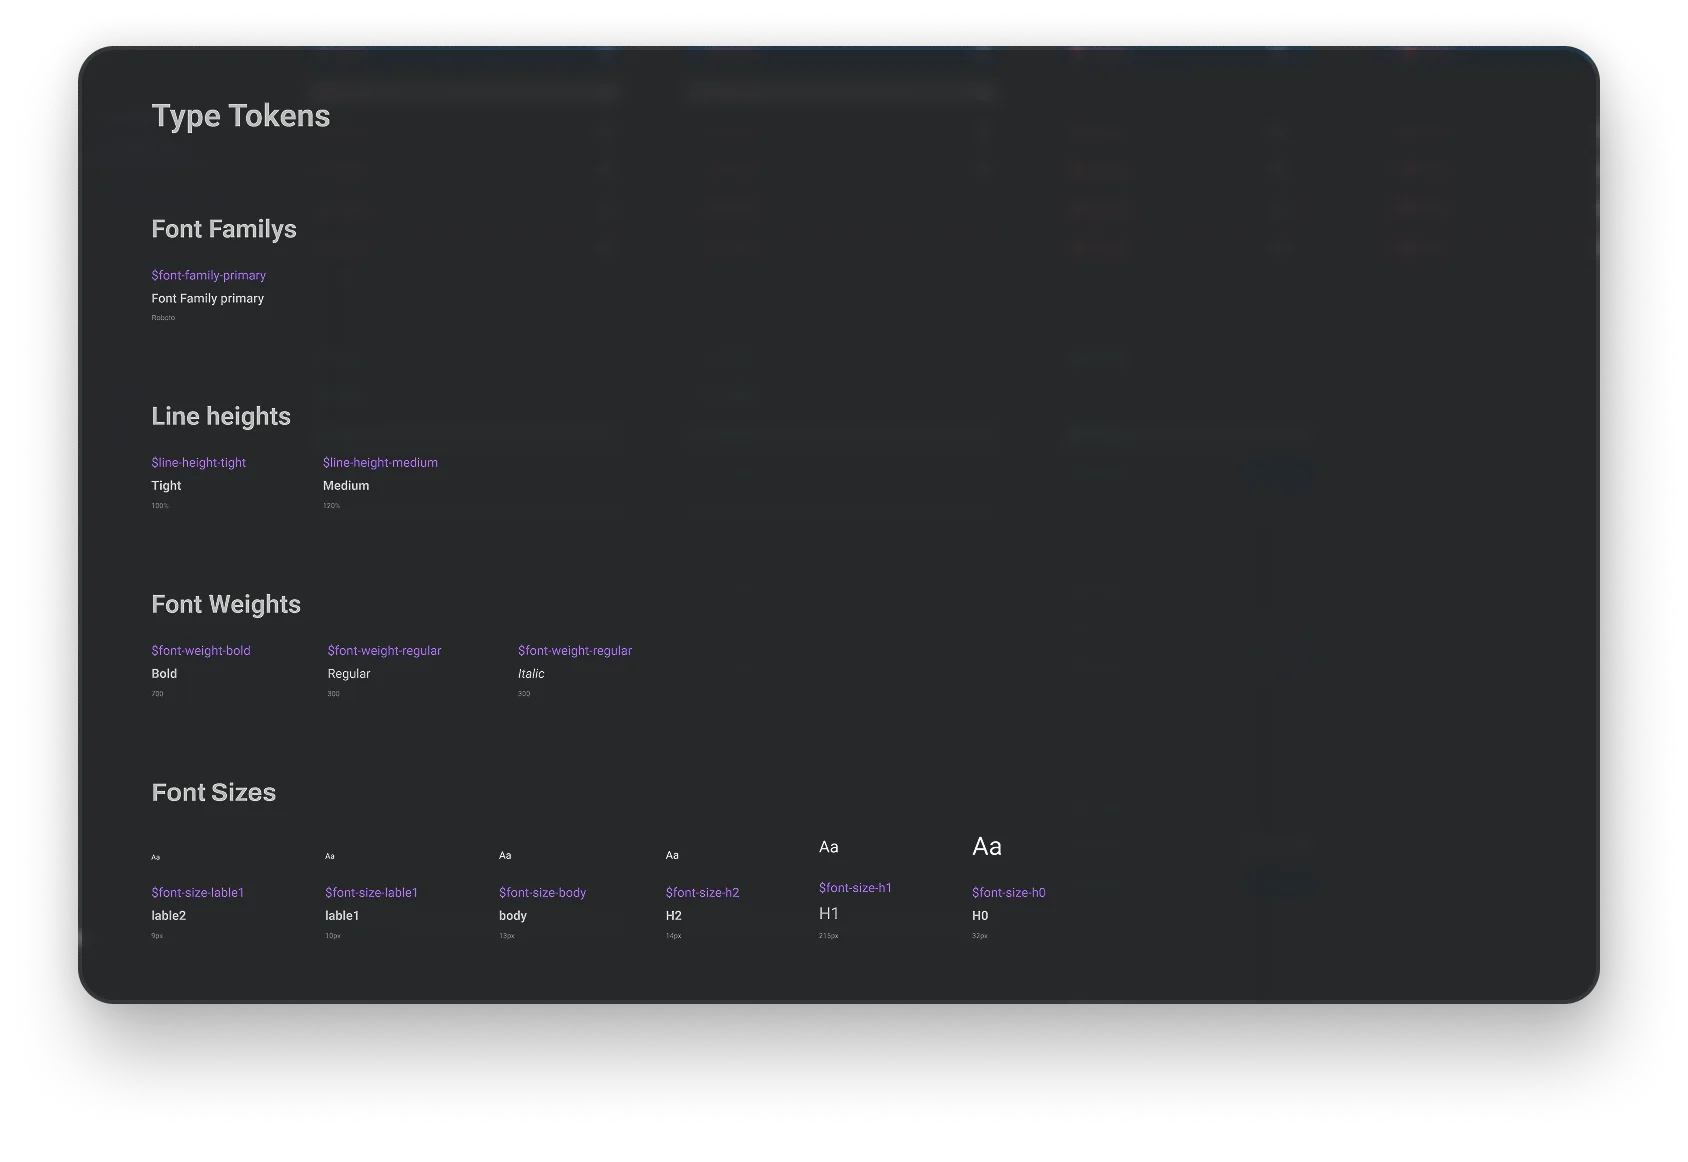 Type Tokens
Font Familys
$font-family-primary
Font Family primary
Roboto
Line heights
$line-height-tight
Tight
100%
$line-height-medium
Medium
120%
Font Weights
$font-weight-bold
Bold
700
$font-weight-regular
Regular
300
$font-weight-regular
Italic
300
Font Sizes
Aa
$font-size-lable1
lable2
9px
Aa
$font-size-lable1
lable1
10px
Aa
$font-size-body
body
13px
Aa
$font-size-h2
H2
14px
Aa
$font-size-h1
H1
215px
Aa
$font-size-h0
H0
32px